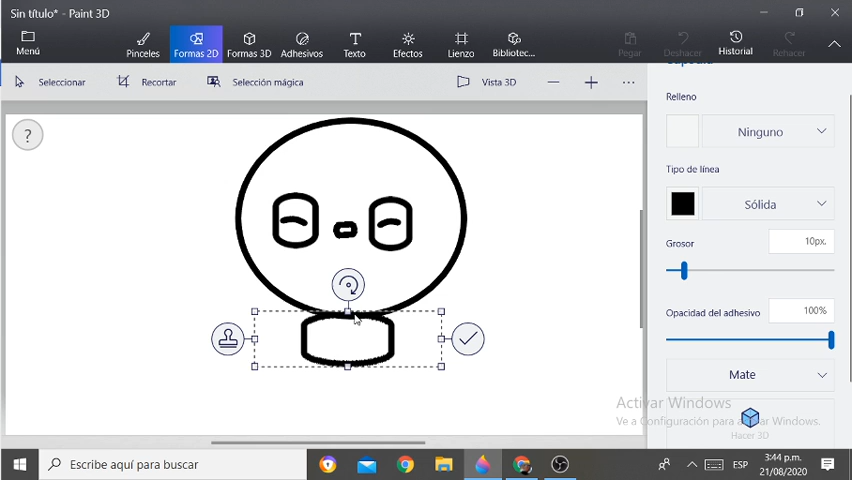 Sin título* - Paint 3D
Menú
Pinceles
Formas 2D
Formas 3D
Adhesivos
Texto
Efectos
Lienzo
Bibliotec...
Pegar
Deshacer
Historial
Rehacer
Seleccionar
Recortar
Selección mágica
Vista 3D
?
Relleno
Ninguno
Tipo de línea
Sólida
Grosor
10px.
Opacidad del adhesivo
100%
Mate
Activar Windows
Ve a Configuración para activar Windows.
Hacer 3D
Escribe aquí para buscar
ESP
3:44 p.m.
21/08/2020